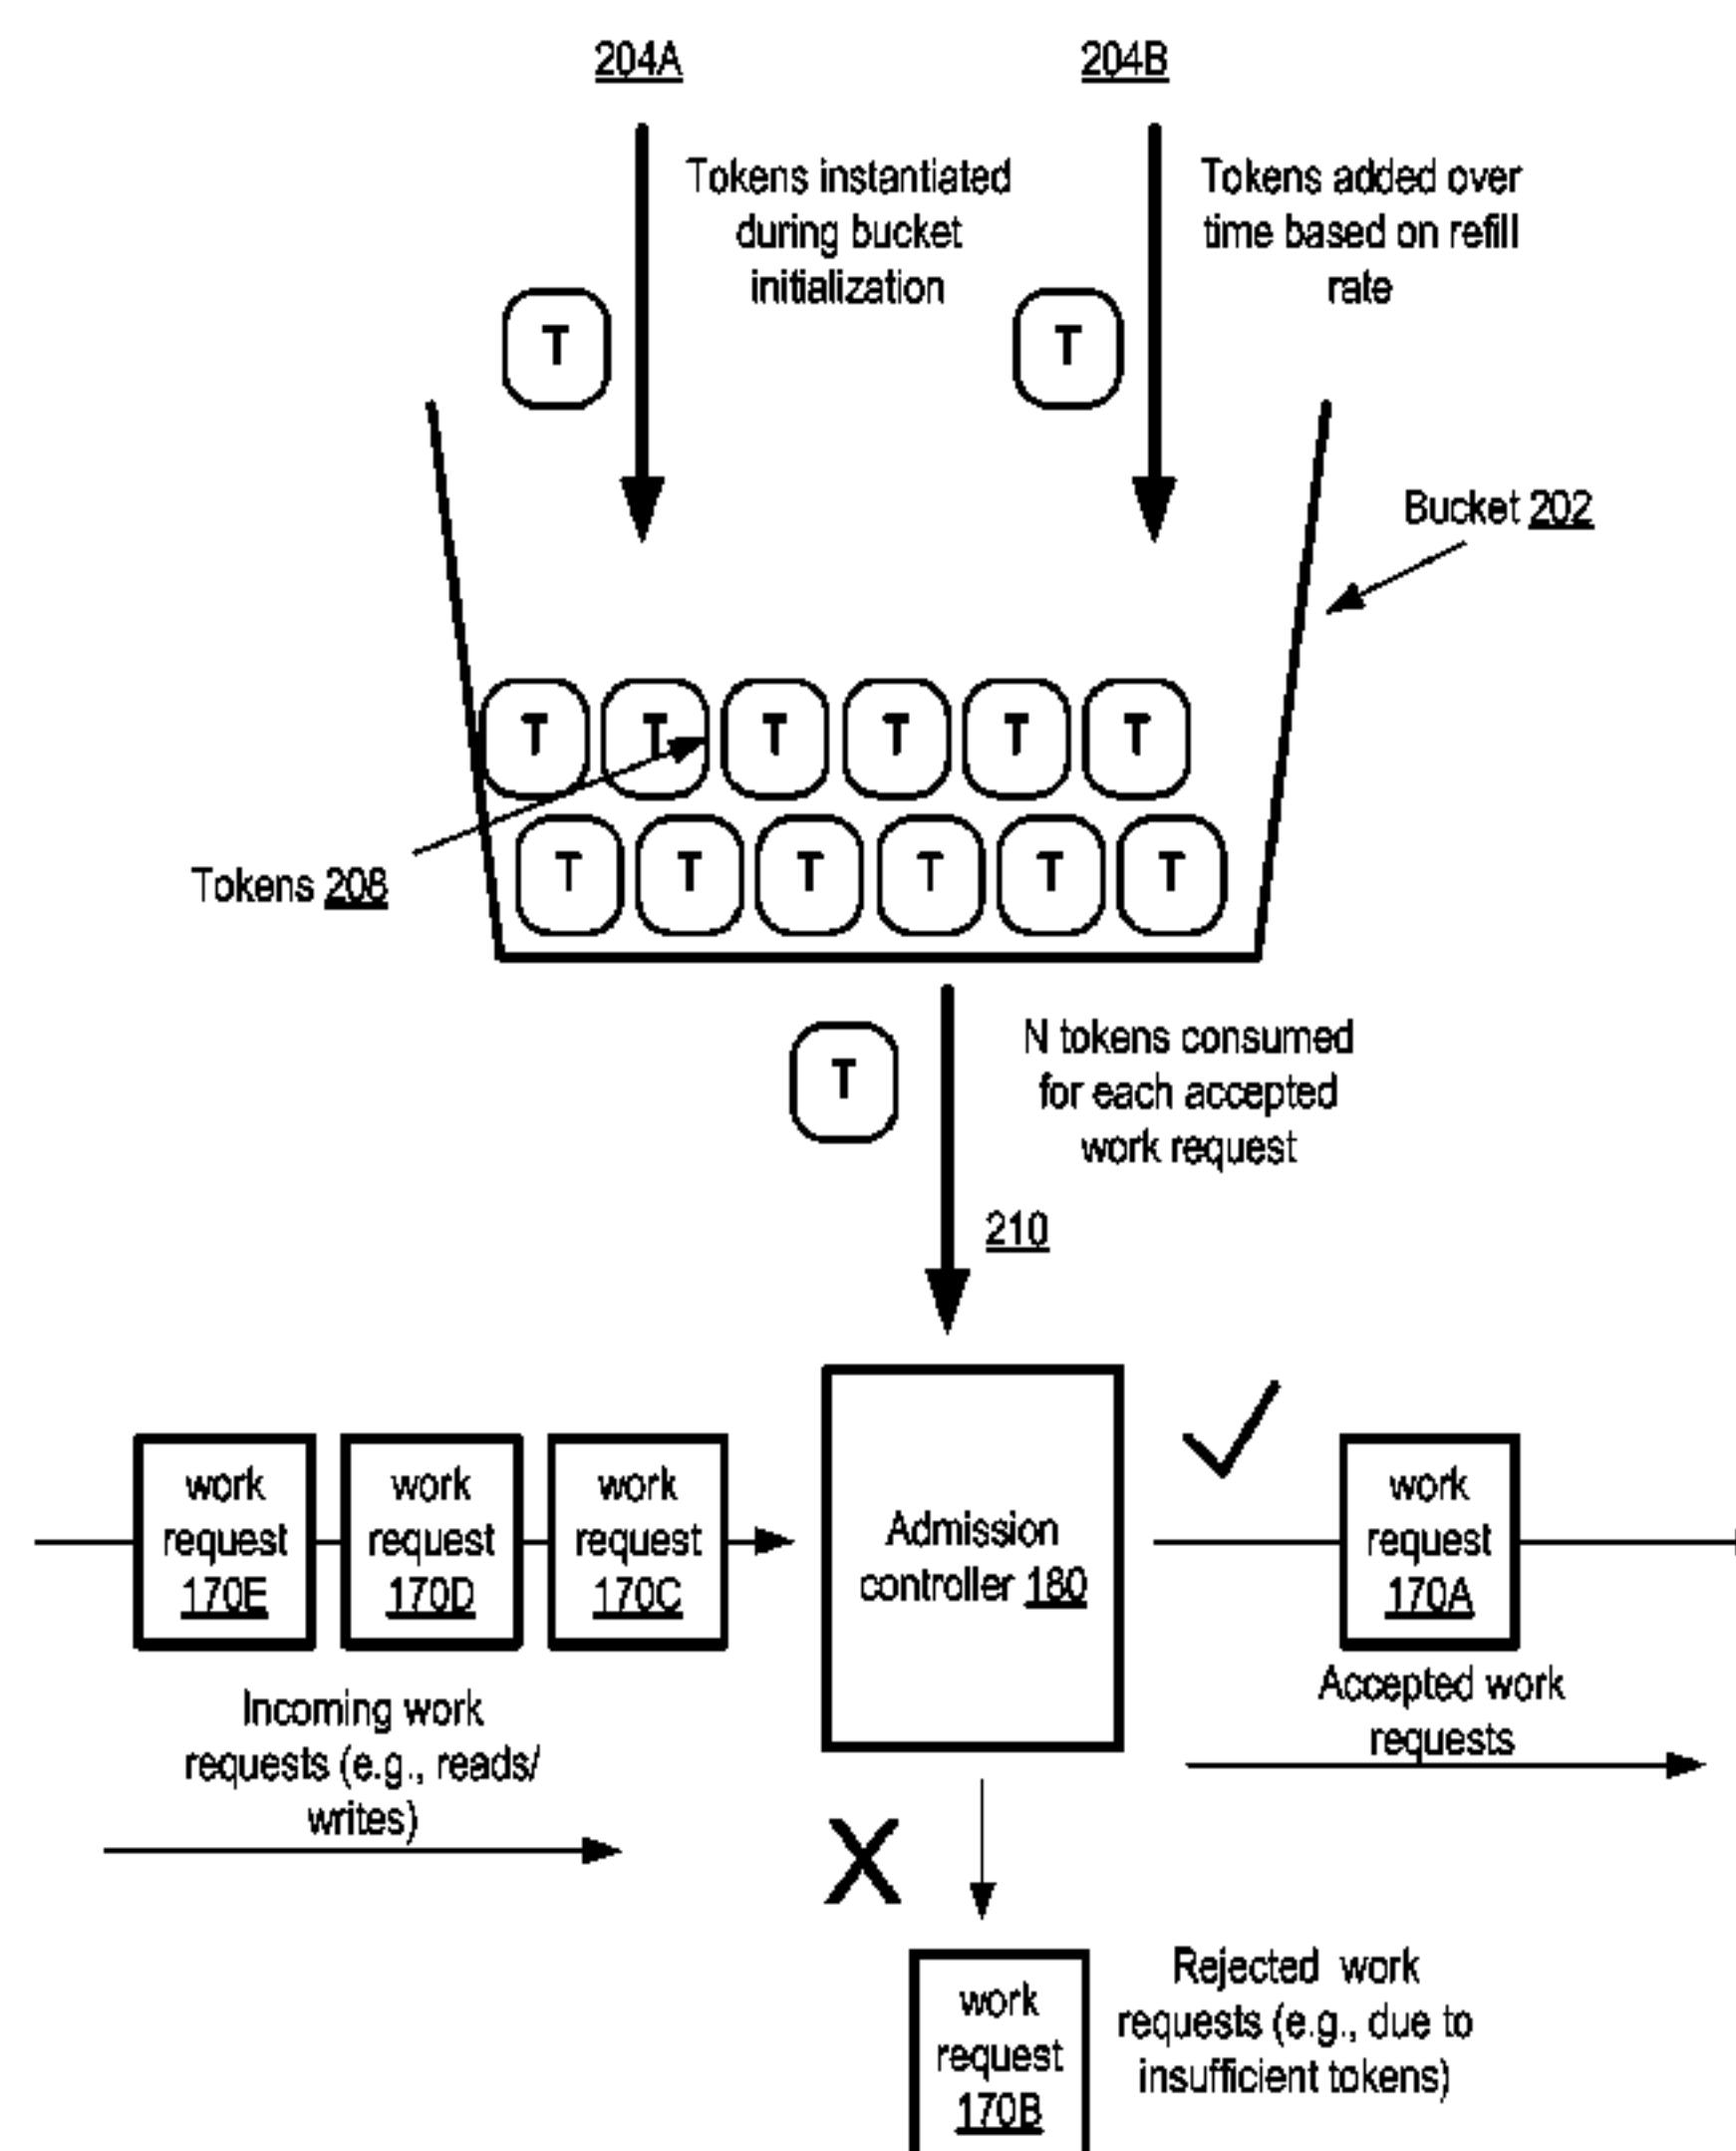 204A
204B
Tokens instantiated
during bucket
initialization
Tokens added over
time based on refill
rate
T
T
Bucket 202
T T T T T T
T T T T T T
Tokens 208
T
N tokens consumed
for each accepted
work request
210
work
request
170E
work
request
170D
work
request
170C
Admission
controller 180
work
request
170A
Incoming work
requests (e.g., reads/
writes)
Accepted work
requests
X
work
request
170B
Rejected work
requests (e.g., due to
insufficient tokens)